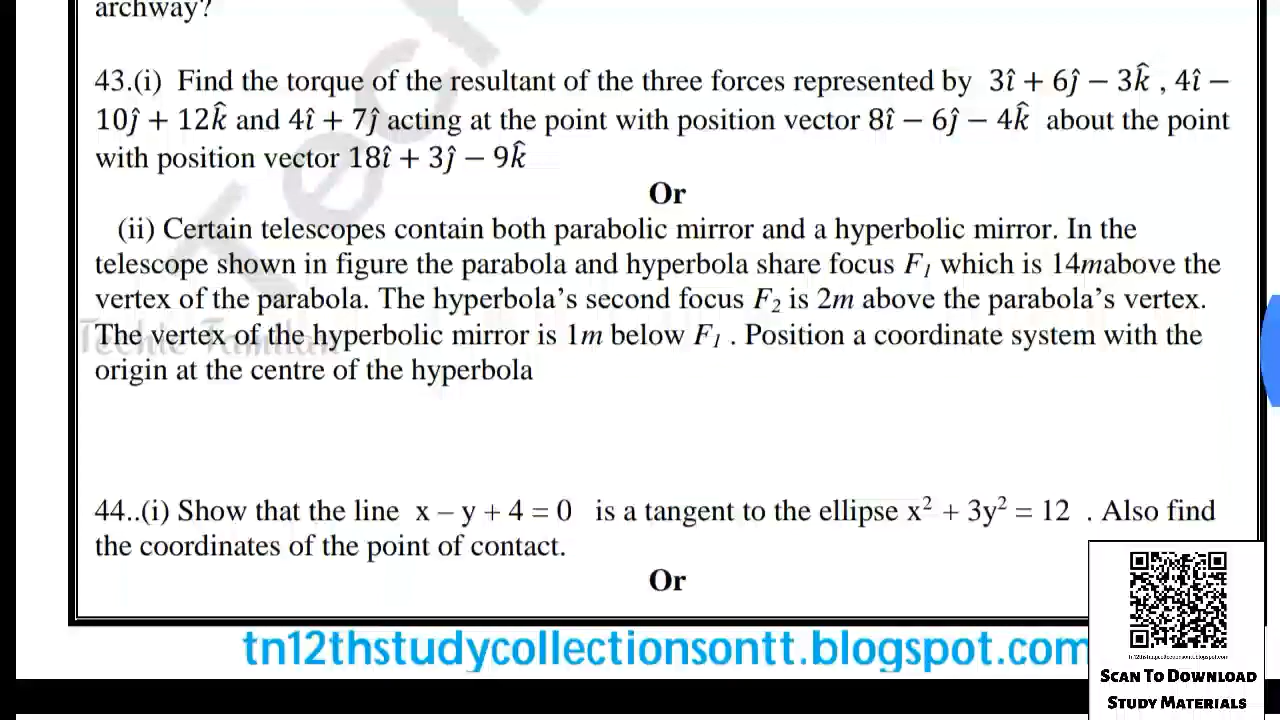 archway?
43.(i) Find the torque of the resultant of the three forces represented by 3î + 6ĵ − 3k̂ , 4î −
10ĵ + 12k̂ and 4î + 7ĵ acting at the point with position vector 8î − 6ĵ − 4k̂ about the point
with position vector 18î + 3ĵ − 9k̂
Or
(ii) Certain telescopes contain both parabolic mirror and a hyperbolic mirror. In the
telescope shown in figure the parabola and hyperbola share focus F₁ which is 14mabove the
vertex of the parabola. The hyperbola’s second focus F₂ is 2m above the parabola’s vertex.
The vertex of the hyperbolic mirror is 1m below F₁ . Position a coordinate system with the
origin at the centre of the hyperbola
44..(i) Show that the line x – y + 4 = 0 is a tangent to the ellipse x² + 3y² = 12 . Also find
the coordinates of the point of contact.
Or
tn12thstudycollectionsontt.blogspot.com
Scan To Download
Study Materials